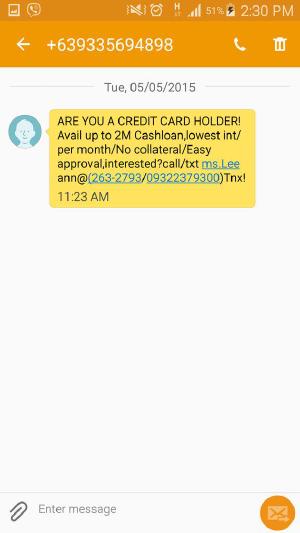 51% 2:30 PM
+639335694898
Tue, 05/05/2015
ARE YOU A CREDIT CARD HOLDER!
Avail up to 2M Cashloan,lowest int/
per month/No collateral/Easy
approval,interested?call/txt ms.Lee
ann@(263-2793/09322379300)Tnx!
11:23 AM
Enter message